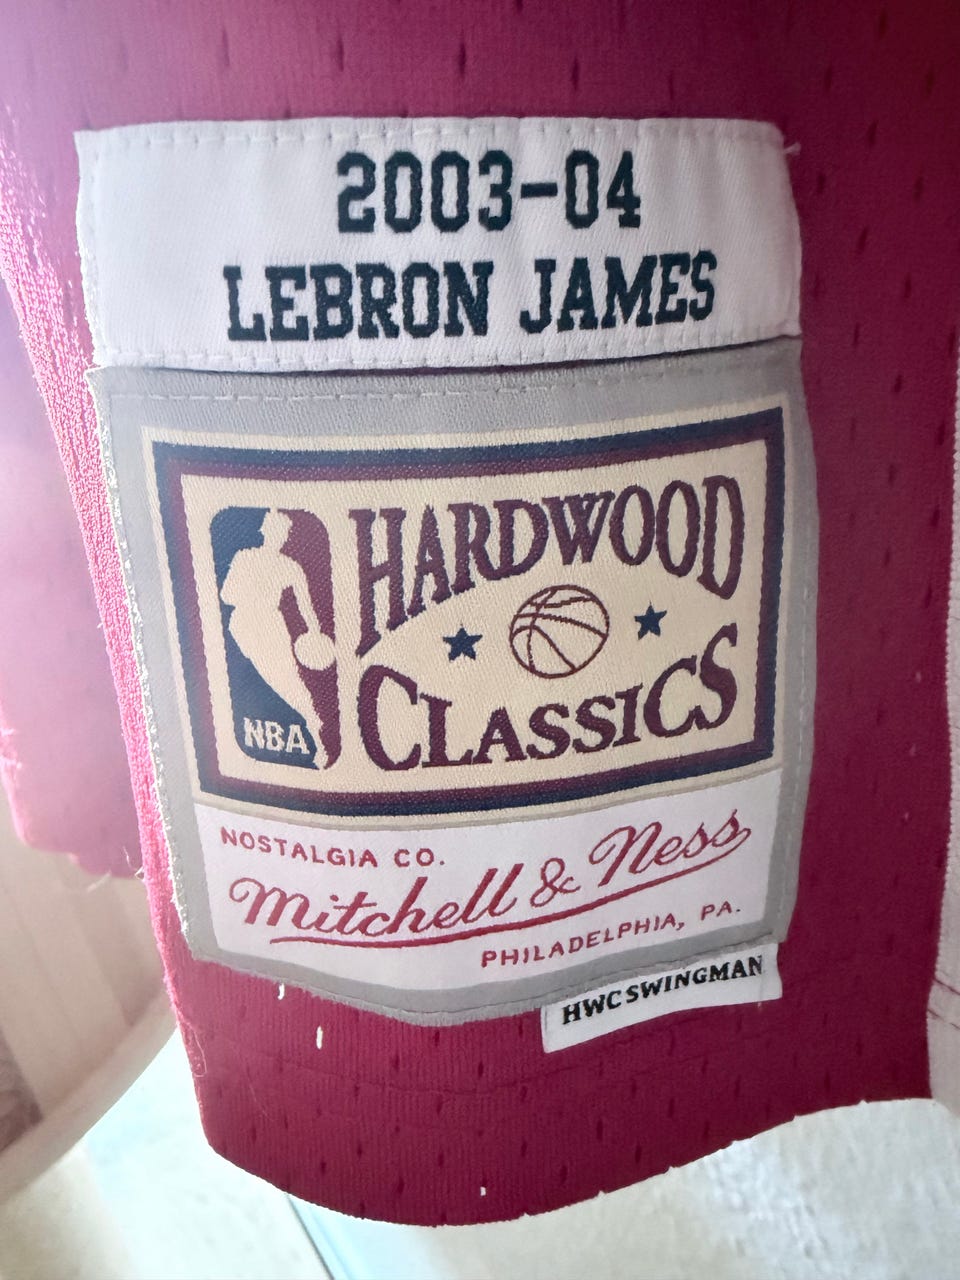 2003-04
LEBRON JAMES
HARDWOOD
CLASSICS
NBA
NOSTALGIA CO.
Mitchell & Ness
PHILADELPHIA, PA.
HWC SWINGMAN